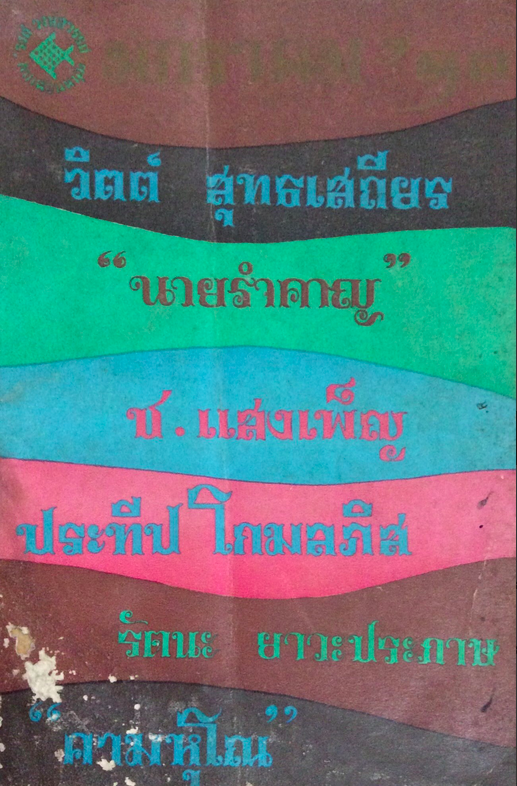 วิตต์ สุทธเสถียร
“นายรำคาญ”
ช. แสงเพ็ญ
ประทีป โกมลภิส
รัตนะ ยาวะประภาษ
“คามหุโณ”